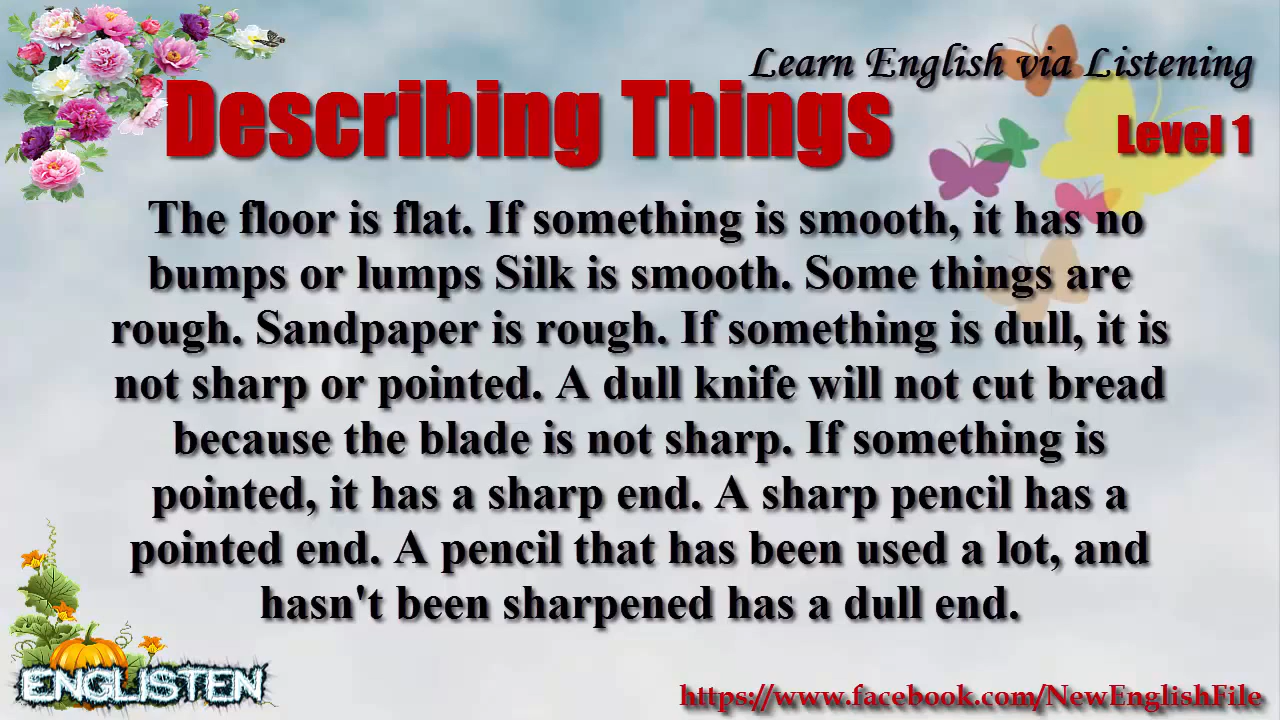 Learn English via Listening
Describing Things
Level 1
The floor is flat. If something is smooth, it has no
bumps or lumps Silk is smooth. Some things are
rough. Sandpaper is rough. If something is dull, it is
not sharp or pointed. A dull knife will not cut bread
because the blade is not sharp. If something is
pointed, it has a sharp end. A sharp pencil has a
pointed end. A pencil that has been used a lot, and
hasn't been sharpened has a dull end.
ENGLISTEN
https://www.facebook.com/NewEnglishFile